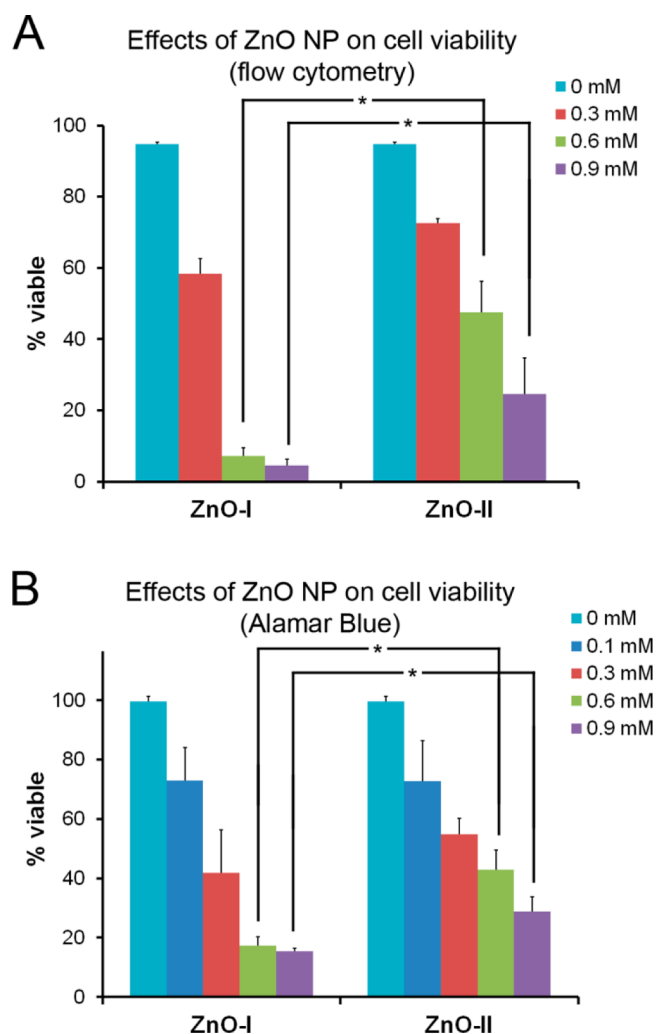 A
Effects of ZnO NP on cell viability
(flow cytometry)
0 mM
0.3 mM
0.6 mM
0.9 mM
*
*
100
80
60
40
20
0
% viable
ZnO-I
ZnO-II
B
Effects of ZnO NP on cell viability
(Alamar Blue)
0 mM
0.1 mM
0.3 mM
0.6 mM
0.9 mM
*
*
100
80
60
40
20
0
% viable
ZnO-I
ZnO-II